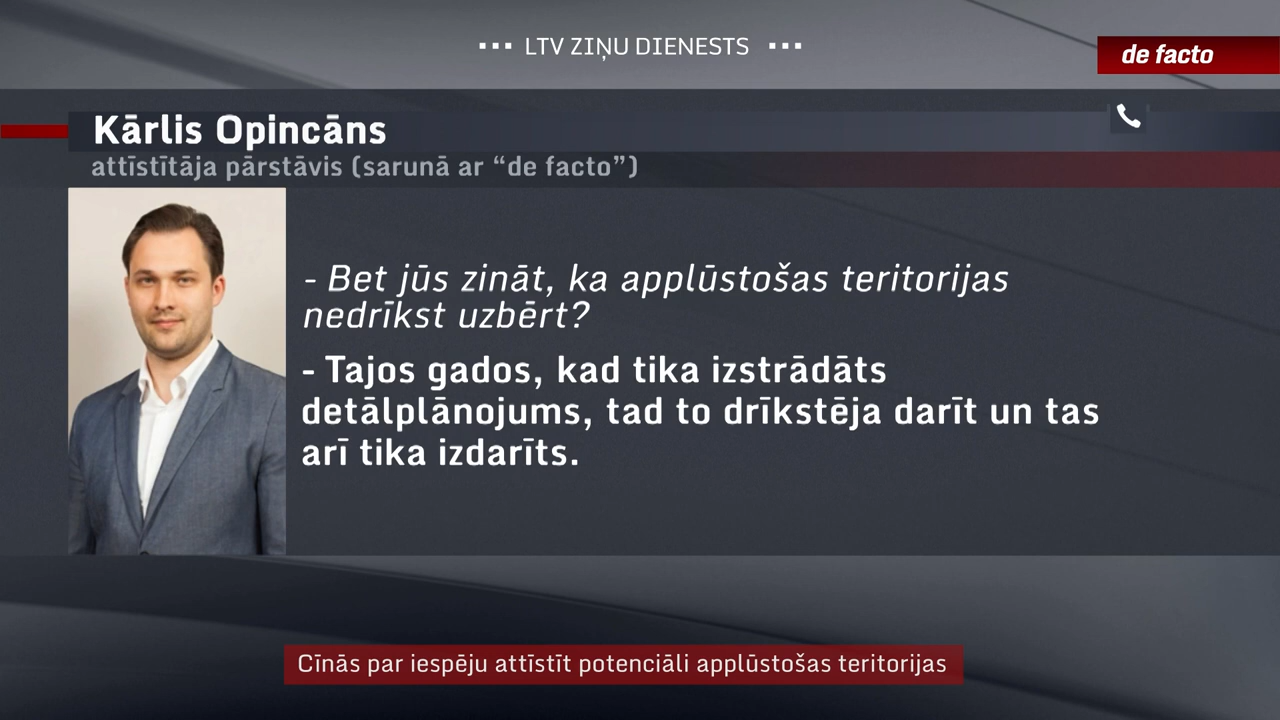 LTV ZIŅU DIENESTS
de facto
Kārlis Opincāns
attīstītāja pārstāvis (sarunā ar “de facto”)
- Bet jūs zināt, ka applūstošas teritorijas
nedrīkst uzbērt?
- Tajos gados, kad tika izstrādāts
detālplānojums, tad to drīkstēja darīt un tas
arī tika izdarīts.
Cīnās par iespēju attīstīt potenciāli applūstošas teritorijas